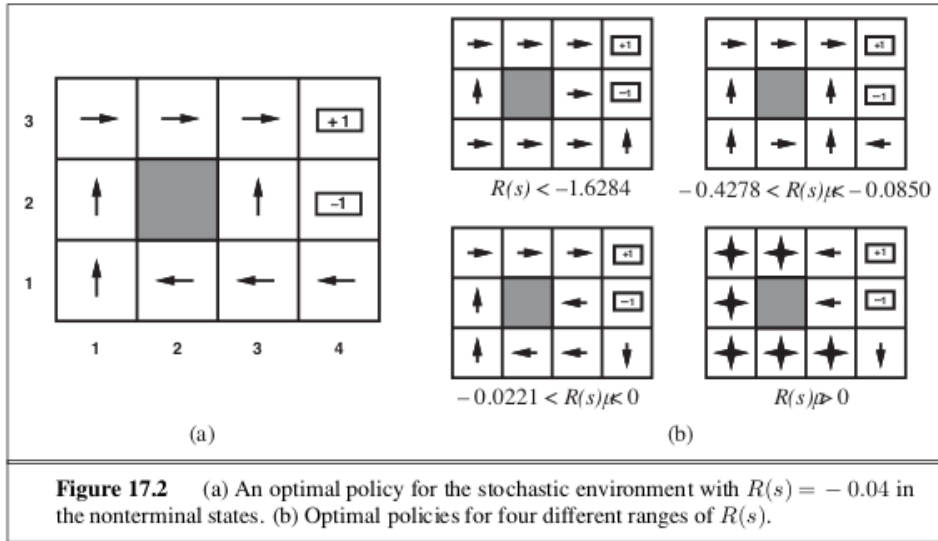 3
+1
2
–1
1
1 2 3 4
(a)
+1
–1
R(s) < –1.6284
+1
–1
– 0.4278 < R(s)μ< – 0.0850
+1
–1
– 0.0221 < R(s)μ< 0
+1
–1
R(s)μ> 0
(b)
Figure 17.2 (a) An optimal policy for the stochastic environment with R(s) = – 0.04 in
the nonterminal states. (b) Optimal policies for four different ranges of R(s).